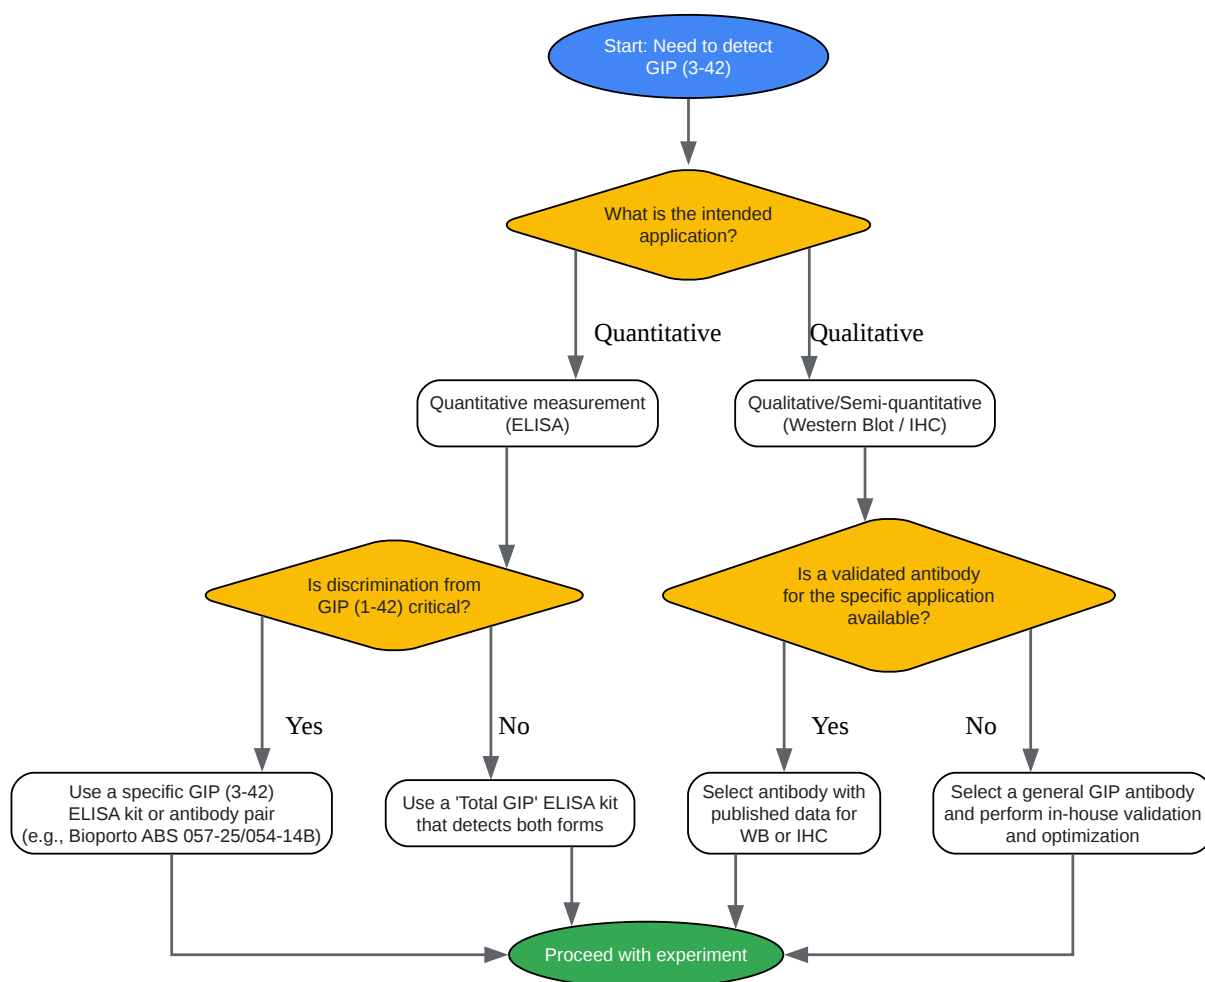 Start: Need to detect
GIP (3-42)
What is the intended
application?
Quantitative
Qualitative
Quantitative measurement
(ELISA)
Qualitative/Semi-quantitative
(Western Blot / IHC)
Is discrimination from
GIP (1-42) critical?
Is a validated antibody
for the specific application
available?
Yes
No
Yes
No
Use a specific GIP (3-42)
ELISA kit or antibody pair
(e.g., Bioporto ABS 057-25/054-14B)
Use a 'Total GIP' ELISA kit
that detects both forms
Select antibody with
published data for
WB or IHC
Select a general GIP antibody
and perform in-house validation
and optimization
Proceed with experiment